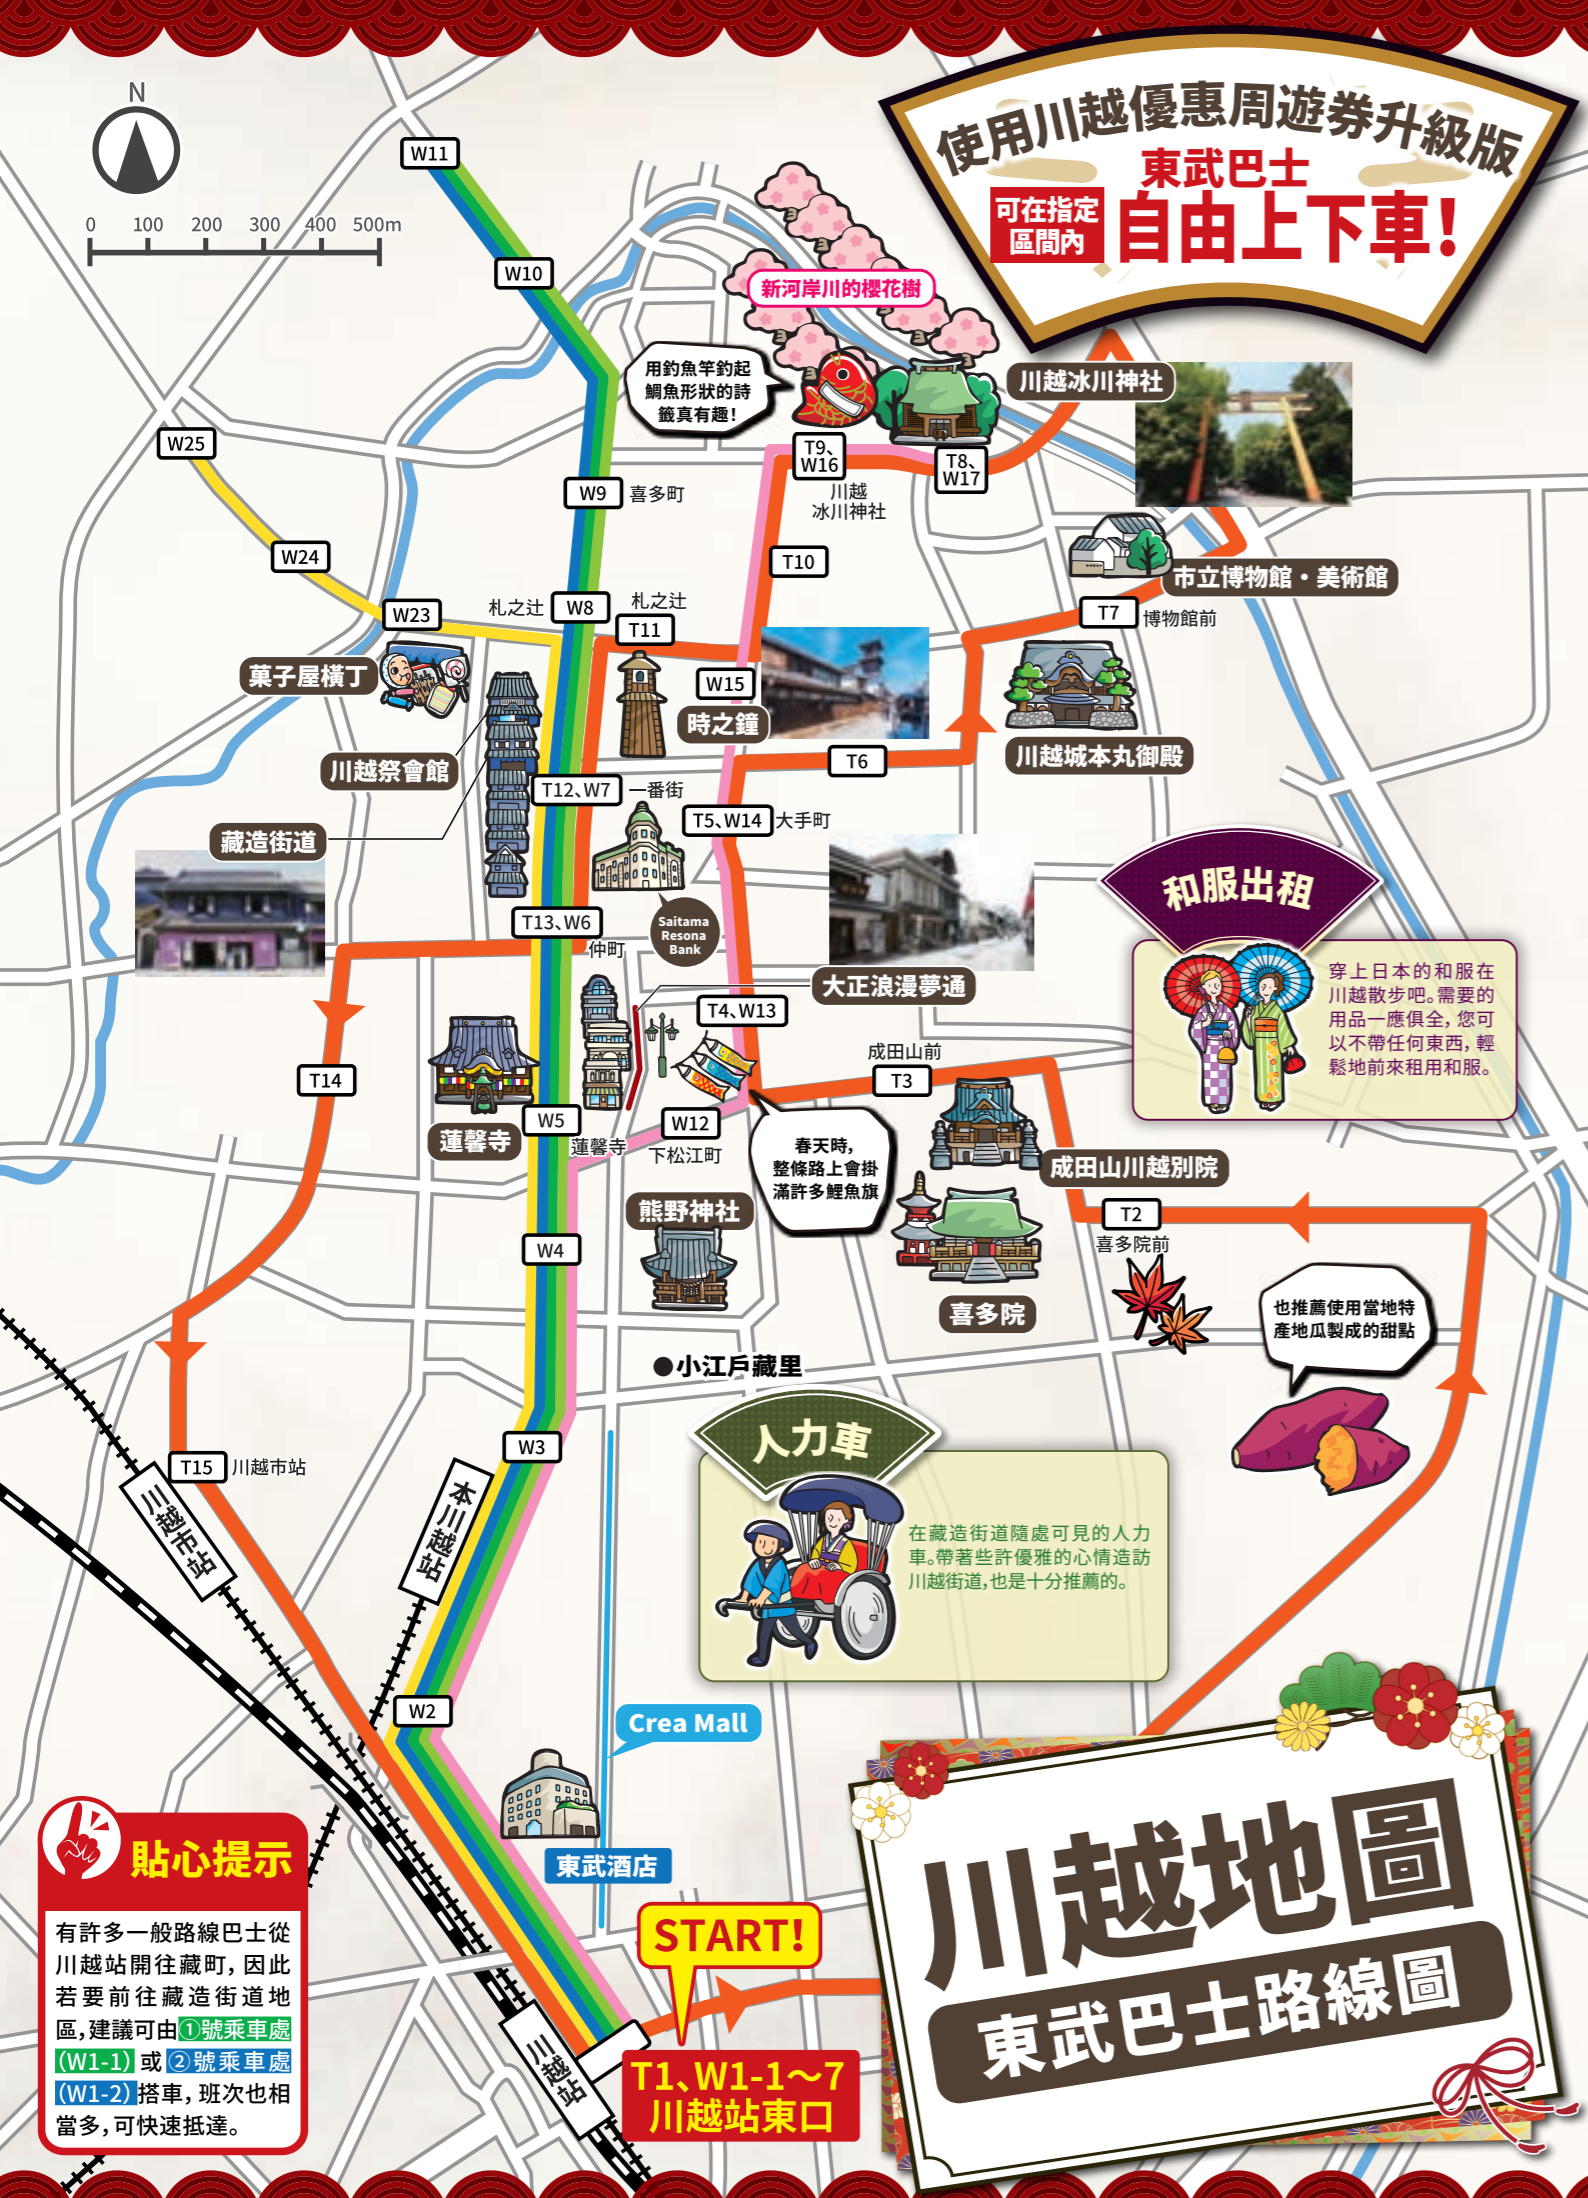 使用川越優惠周遊券升級版
東武巴士
可在指定
區間內
自由上下車!
N
0 100 200 300 400 500m
W11
W10
新河岸川的櫻花樹
用釣魚竿釣起
鯛魚形狀的詩
籤真有趣!
川越冰川神社
W25
T9、
W16
T8、
W17
川越
冰川神社
W9 喜多町
W24
T10
市立博物館・美術館
T7 博物館前
W23
札之辻 W8
札之辻
T11
菓子屋橫丁
W15
時之鐘
川越城本丸御殿
川越祭會館
T6
T12、W7 一番街
T5、W14 大手町
藏造街道
和服出租
穿上日本的和服在
川越散步吧。需要的
用品一應俱全,您可
以不帶任何東西,輕
鬆地前來租用和服。
T13、W6
仲町
Saitama
Resona
Bank
大正浪漫夢通
T4、W13
成田山前
T3
T14
蓮馨寺
W5
蓮馨寺
W12
下松江町
春天時,
整條路上會掛
滿許多鯉魚旗
成田山川越別院
熊野神社
T2
喜多院前
W4
喜多院
也推薦使用當地特
產地瓜製成的甜點
●小江戶藏里
人力車
在藏造街道隨處可見的人力
車。帶著些許優雅的心情造訪
川越街道,也是十分推薦的。
W3
T15 川越市站
川越市站
本川越站
W2
Crea Mall
東武酒店
貼心提示
有許多一般路線巴士從
川越站開往藏町,因此
若要前往藏造街道地
區,建議可由①號乘車處
(W1-1)或②號乘車處
(W1-2)搭車,班次也相
當多,可快速抵達。
START!
川越站
T1、W1-1~7
川越站東口
川越地圖
東武巴士路線圖